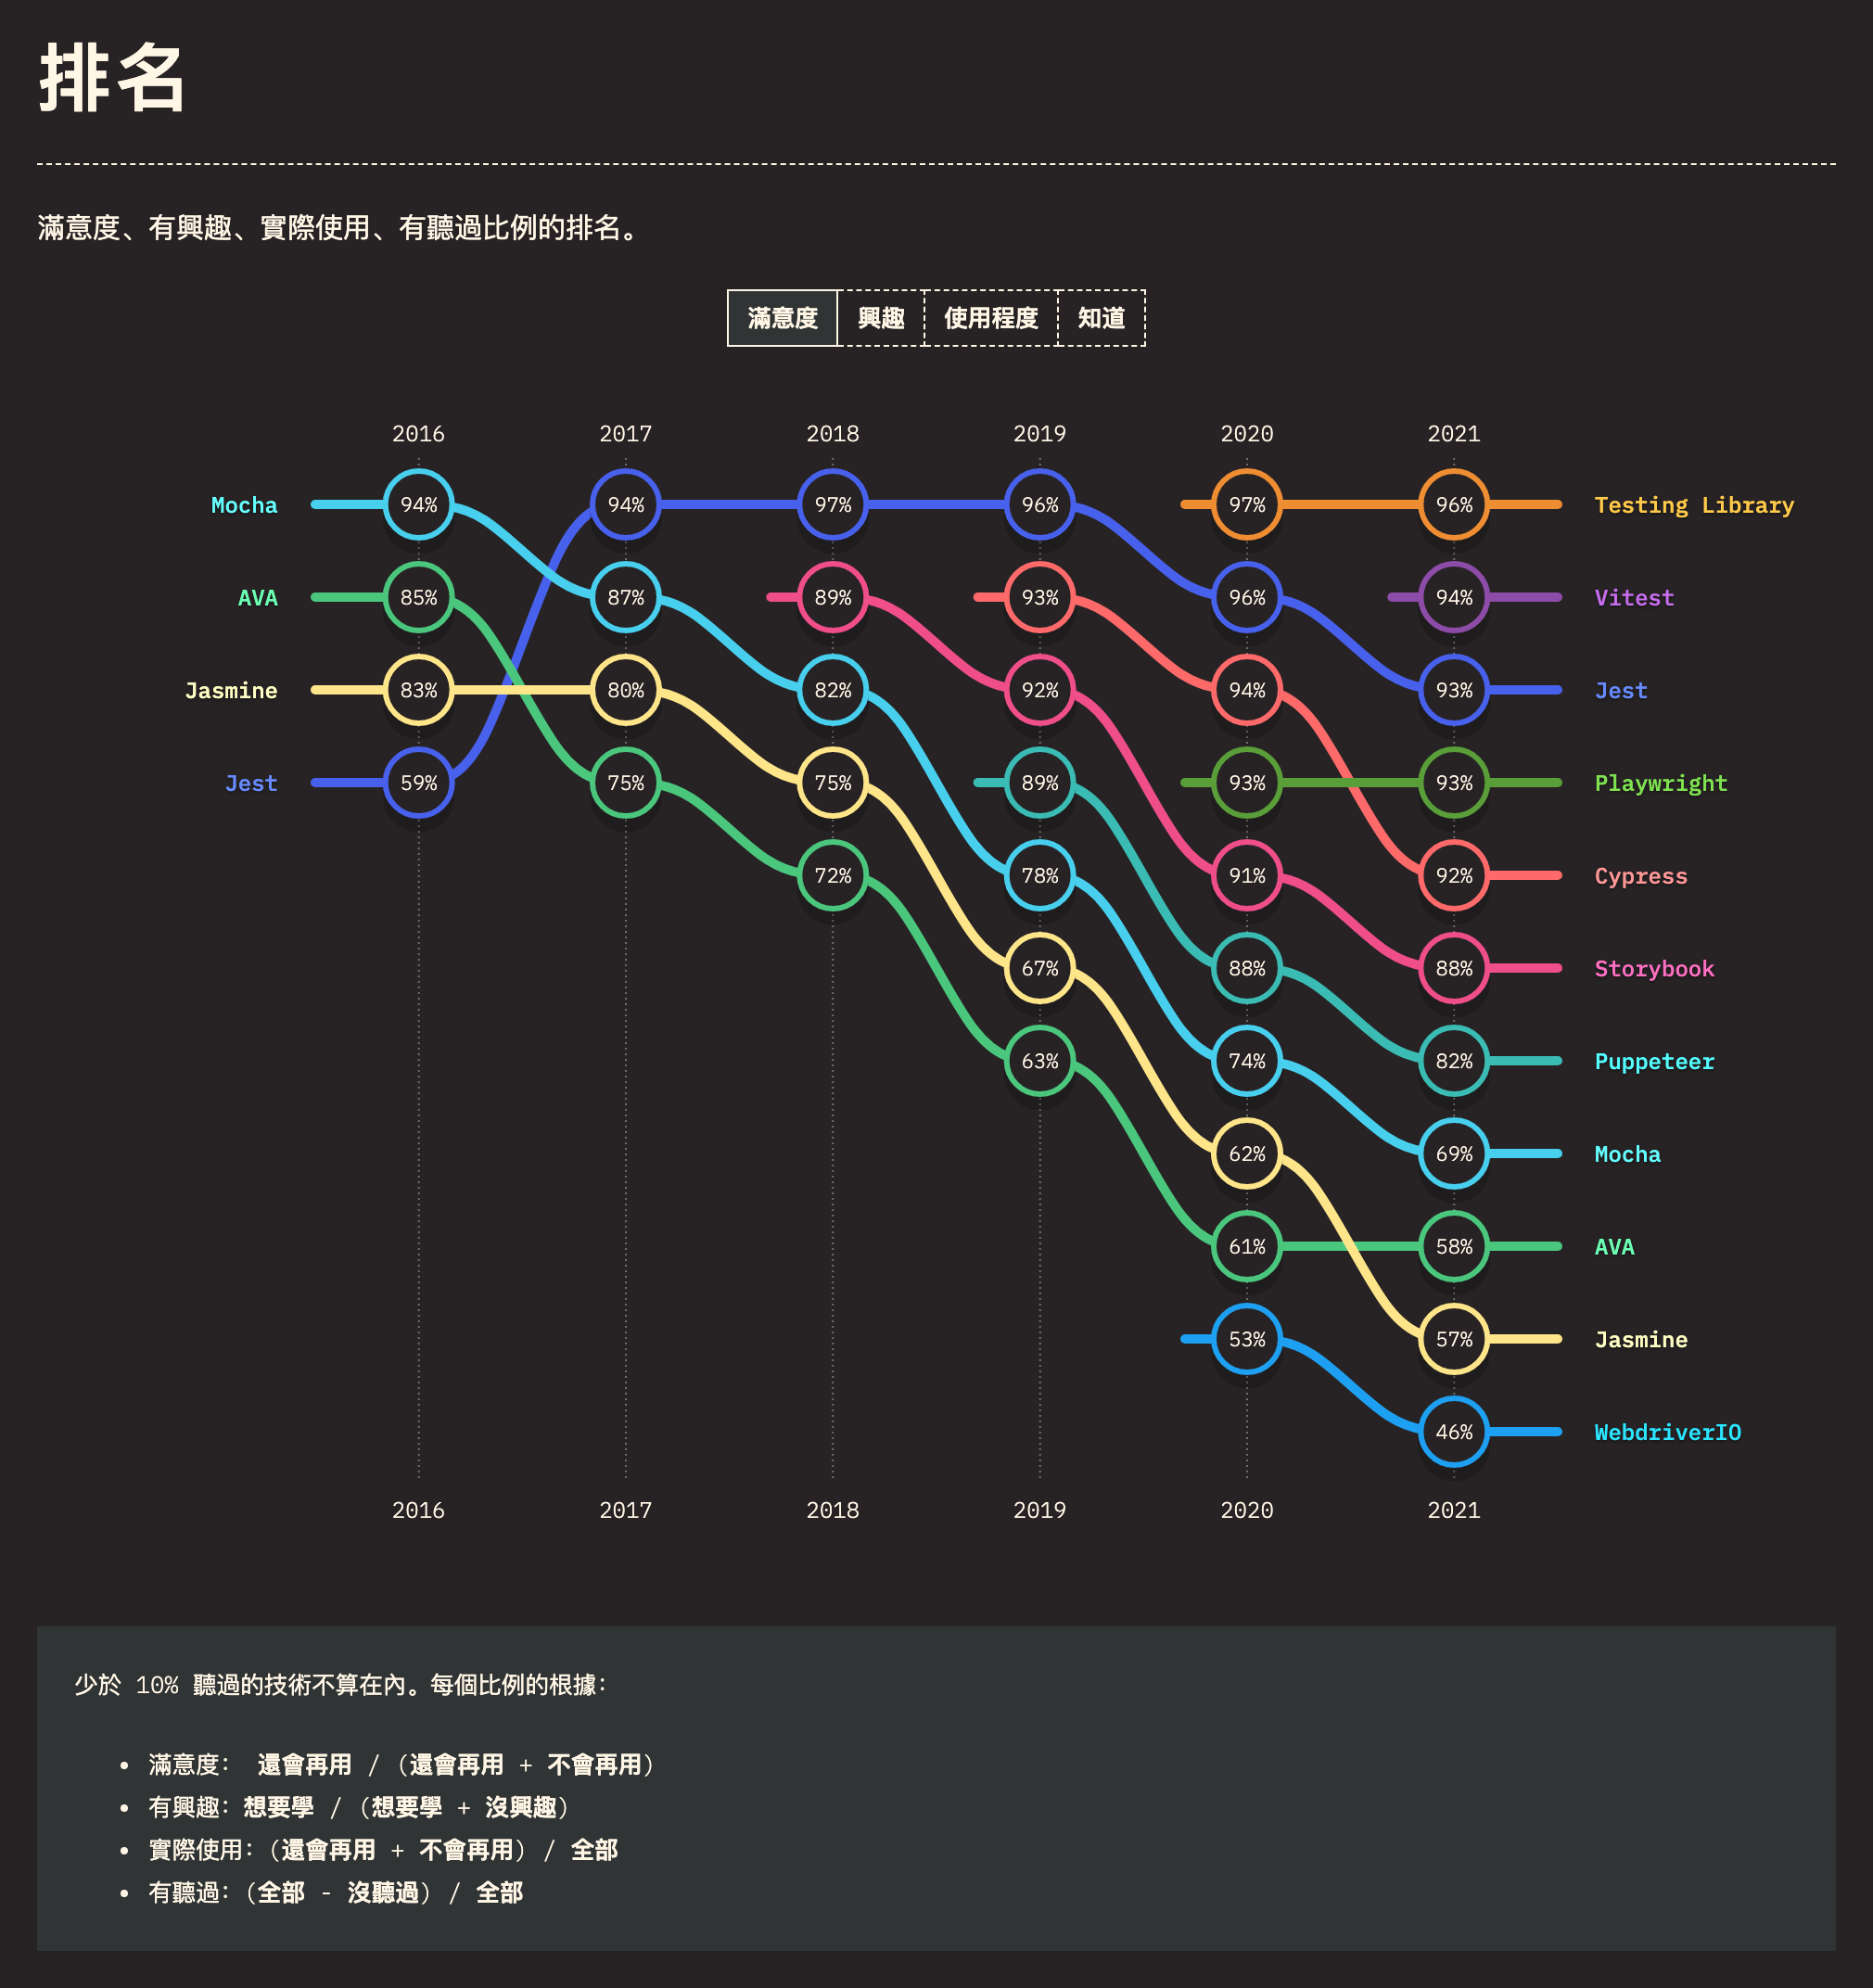 排名
滿意度、有興趣、實際使用、有聽過比例的排名。
滿意度 興趣 使用程度 知道
2016 2017 2018 2019 2020 2021
Mocha 94% 94% 97% 96% 97% 96% Testing Library
AVA 85% 87% 89% 93% 96% 94% Vitest
Jasmine 83% 80% 82% 92% 94% 93% Jest
Jest 59% 75% 75% 89% 93% 93% Playwright
72% 78% 91% 92% Cypress
67% 88% 88% Storybook
63% 74% 82% Puppeteer
62% 69% Mocha
61% 58% AVA
53% 57% Jasmine
46% WebdriverIO
2016 2017 2018 2019 2020 2021
少於 10% 聽過的技術不算在內。每個比例的根據：
• 滿意度： 還會再用 / (還會再用 + 不會再用)
• 有興趣：想要學 / (想要學 + 沒興趣)
• 實際使用：(還會再用 + 不會再用) / 全部
• 有聽過：(全部 - 沒聽過) / 全部